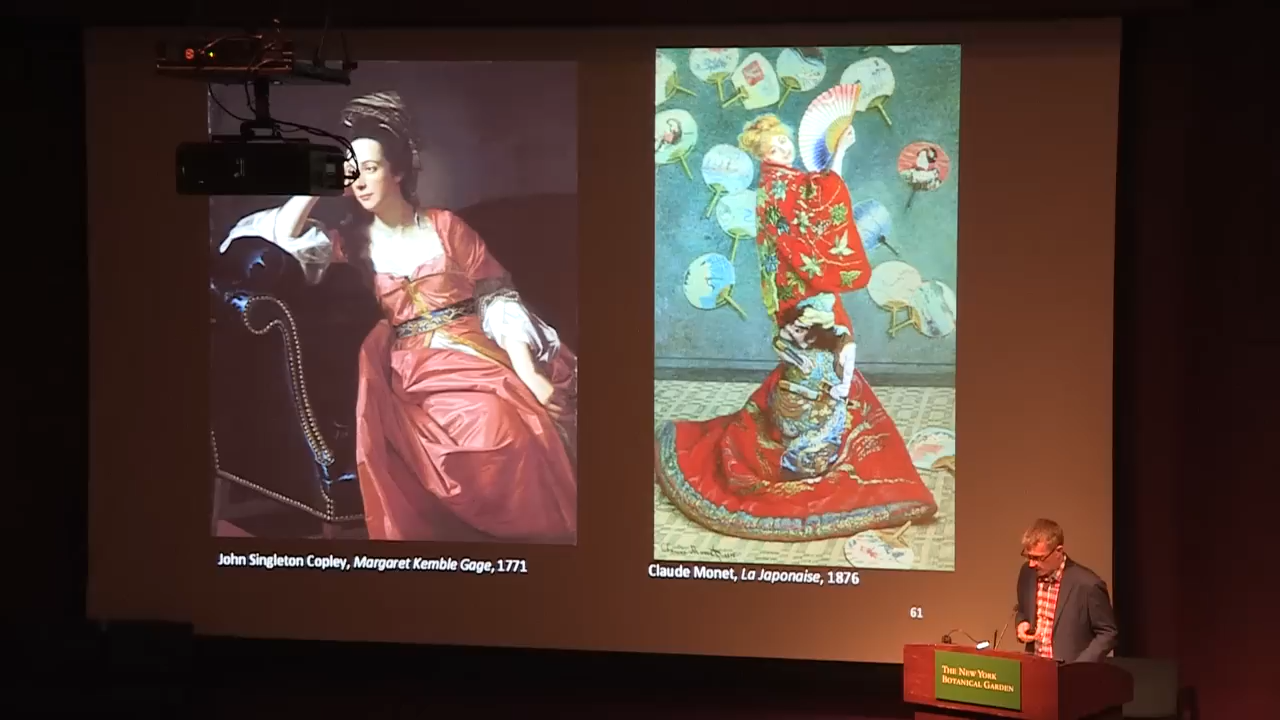 John Singleton Copley, Margaret Kemble Gage, 1771
Claude Monet, La Japonaise, 1876
61
THE NEW YORK
BOTANICAL GARDEN